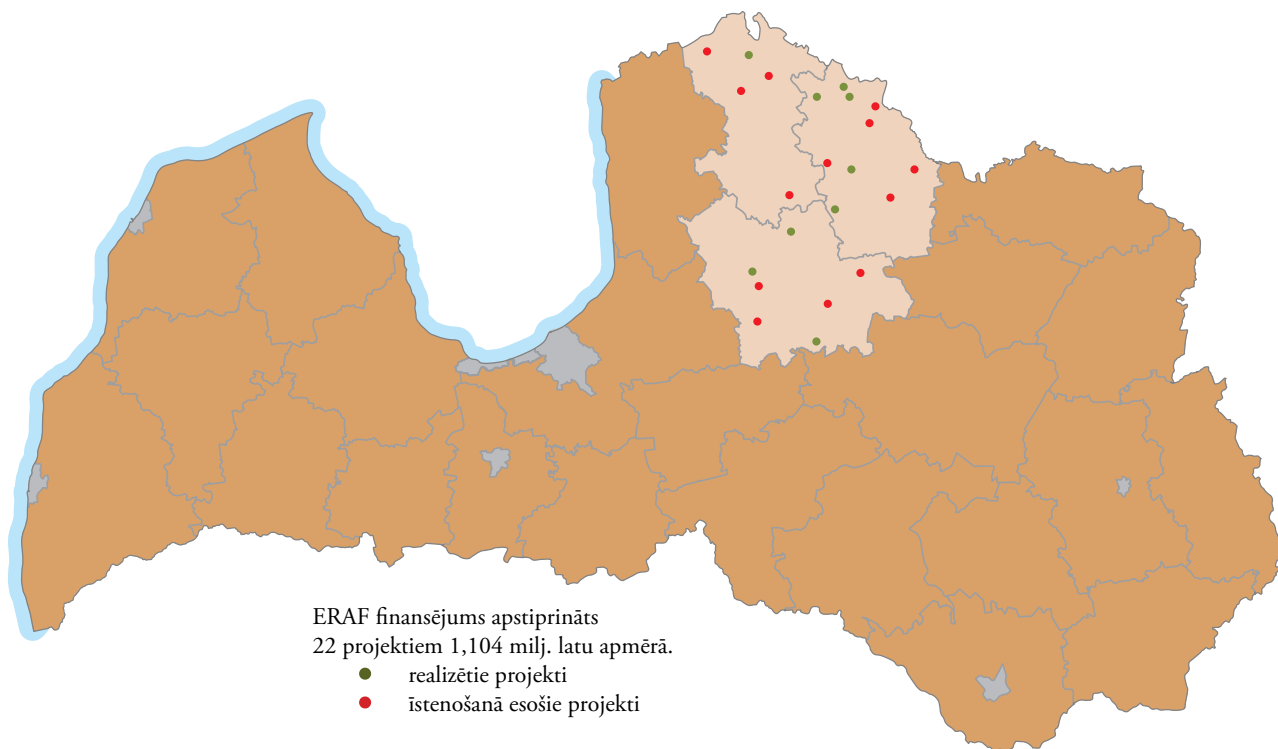 ERAF finansējums apstiprināts
22 projektiem 1,104 milj. latu apmērā.
realizētie projekti
īstenošanā esošie projekti